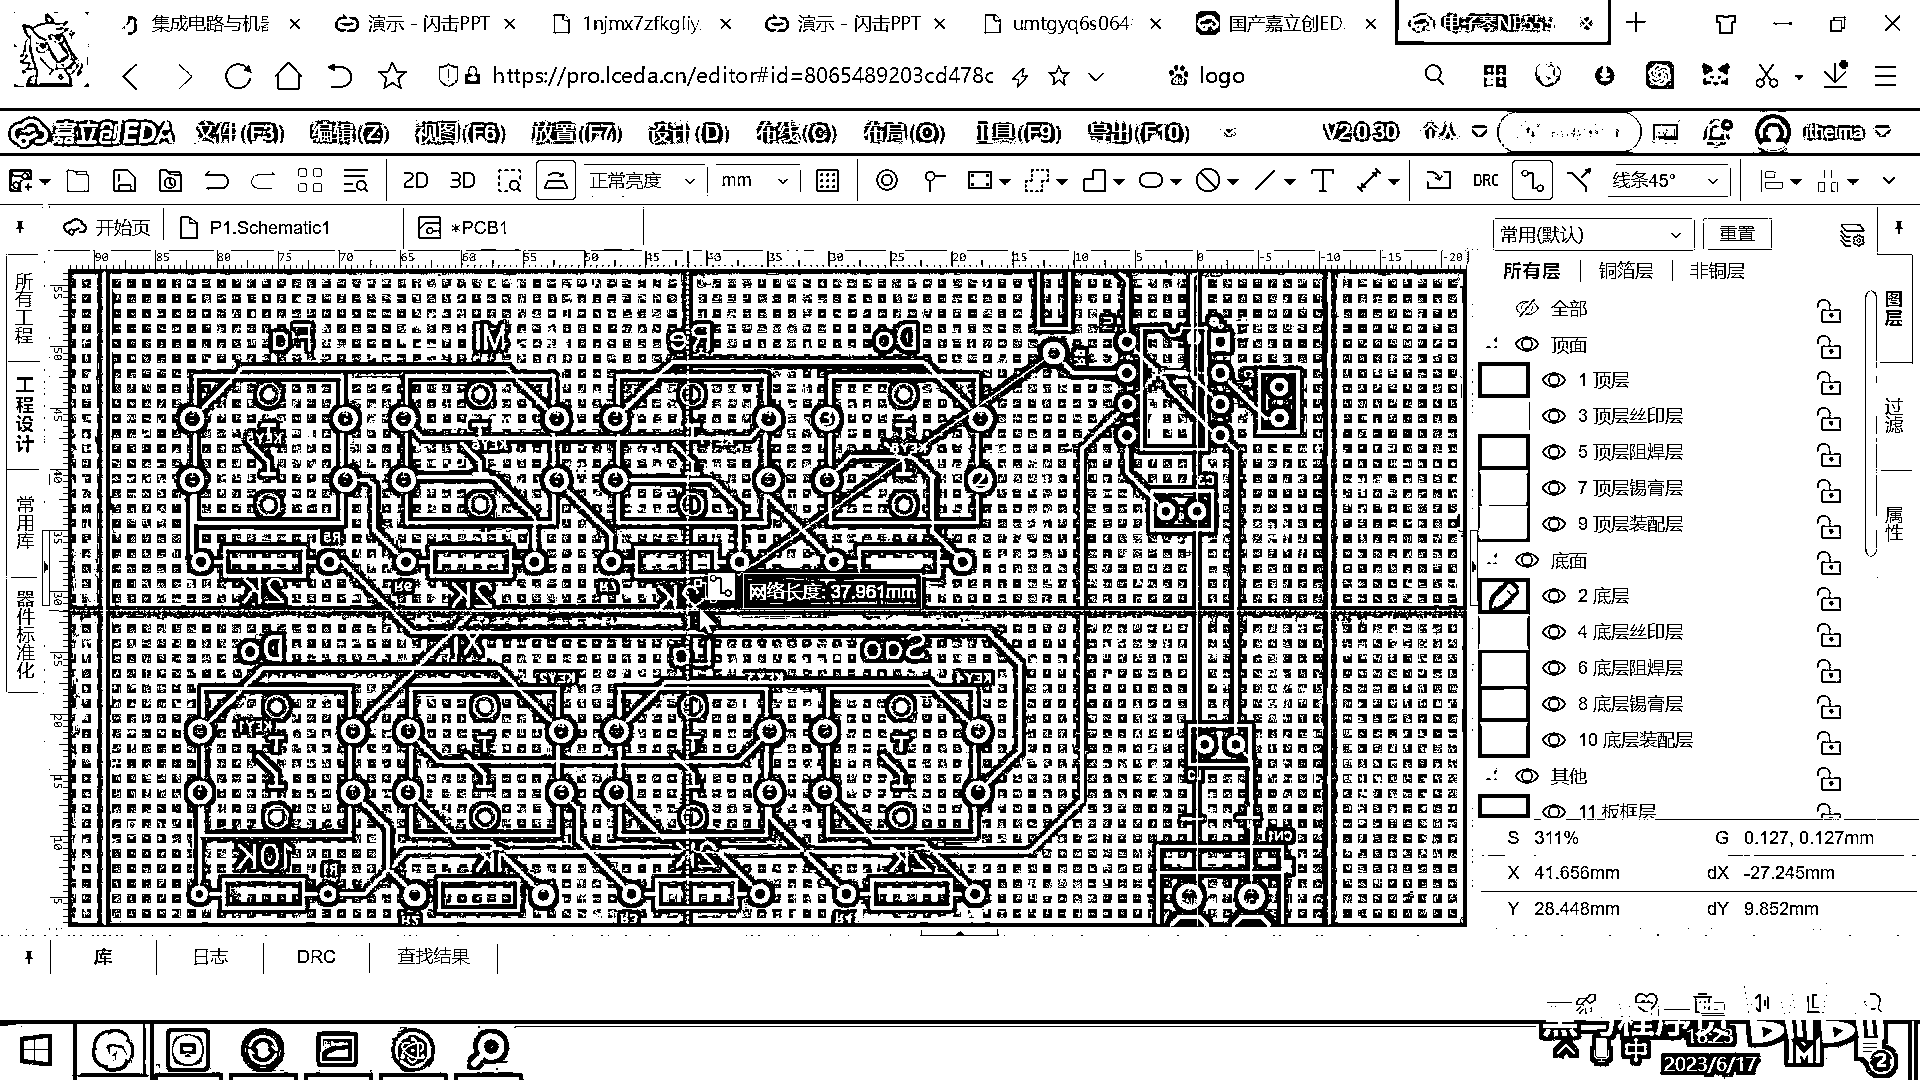 集成电路与机器
演示 - 闪击PPT
1njmx7zfkgliy.
演示 - 闪击PPT
umtgyq6s064
国产嘉立创ED.
电子琴NE555
https://pro.lceda.cn/editor#id=8065489203cd478c
logo
嘉立创EDA 文件(F3) 编辑(Z) 视图(F6) 放置(F7) 设计(D) 布线(C) 布局(O) 工具(F9) 导出(F10) V2.0.30 个人 ithema
2D 3D 正常亮度 mm DRC 线条45°
开始页 P1.Schematic1 *PCB1
常用(默认) 重置
所有层 铜箔层 非铜层
全部
顶面
1 顶层
3 顶层丝印层
5 顶层阻焊层
7 顶层锡膏层
9 顶层装配层
底面
2 底层
4 底层丝印层
6 底层阻焊层
8 底层锡膏层
10 底层装配层
其他
11 板框层
图层
过滤
属性
所有工程
工程设计
常用库
器件标准化
Fa Mi Re Do
2K 2K
网络长度: 37.961mm
Do Sao
10K
S 311% G 0.127, 0.127mm
X 41.656mm dX -27.245mm
Y 28.448mm dY 9.852mm
库 日志 DRC 查找结果
中
16:23
2023/6/17
2